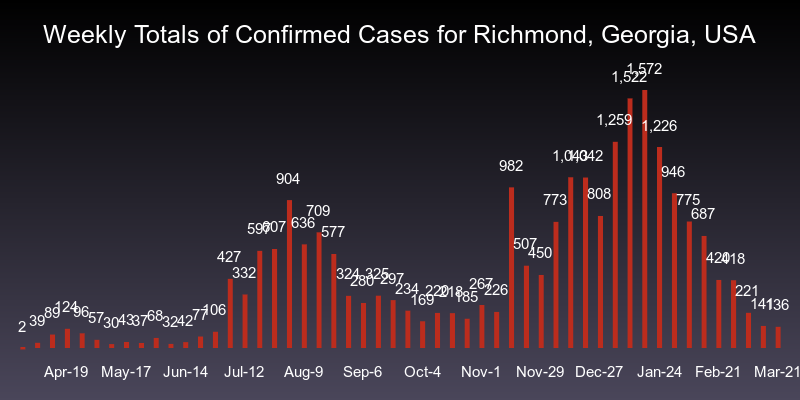 Weekly Totals of Confirmed Cases for Richmond, Georgia, USA
2 39 89 124 96 57 30 43 37 68 32 42 77 106 427 332 597 607 904 636 709 577 324 280 325 297 234 169 220 218 185 267 226 982 507 450 773 1,043 1,042 808 1,259 1,522 1,572 1,226 946 775 687 420 418 221 141 136
Apr-19 May-17 Jun-14 Jul-12 Aug-9 Sep-6 Oct-4 Nov-1 Nov-29 Dec-27 Jan-24 Feb-21 Mar-21